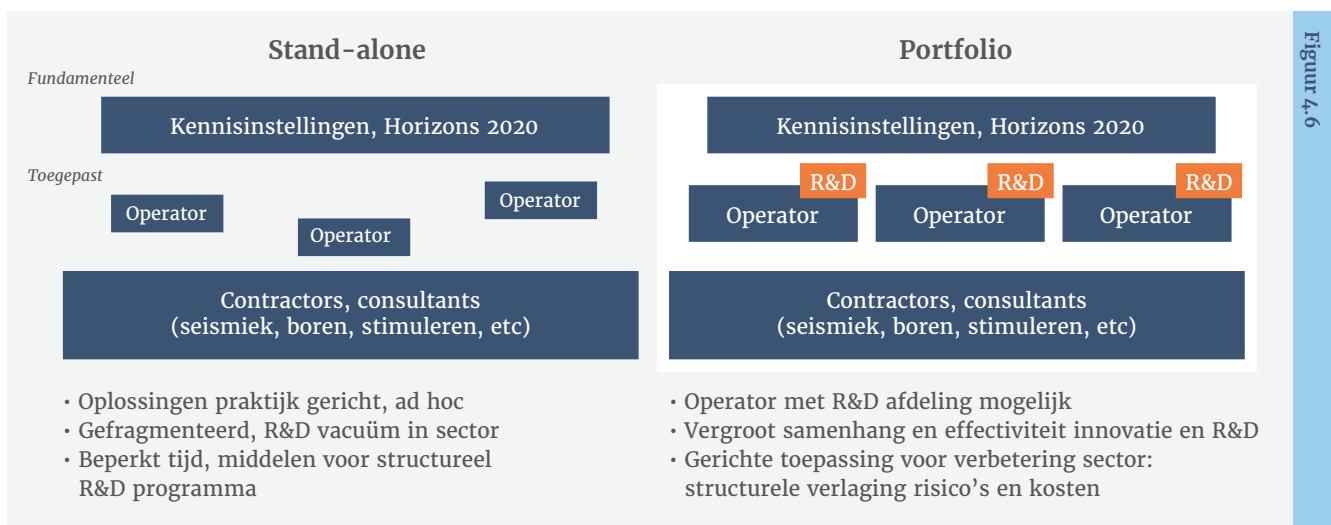 Stand-alone
Fundamenteel
Kennisinstellingen, Horizons 2020
Toegepast
Operator
Operator
Operator
Contractors, consultants
(seismiek, boren, stimuleren, etc)
• Oplossingen praktijk gericht, ad hoc
• Gefragmenteerd, R&D vacuüm in sector
• Beperkt tijd, middelen voor structureel
R&D programma
Portfolio
Kennisinstellingen, Horizons 2020
R&D
Operator
R&D
Operator
R&D
Operator
Contractors, consultants
(seismiek, boren, stimuleren, etc)
• Operator met R&D afdeling mogelijk
• Vergroot samenhang en effectiviteit innovatie en R&D
• Gerichte toepassing voor verbetering sector:
structurele verlaging risico’s en kosten
Figuur 4.6